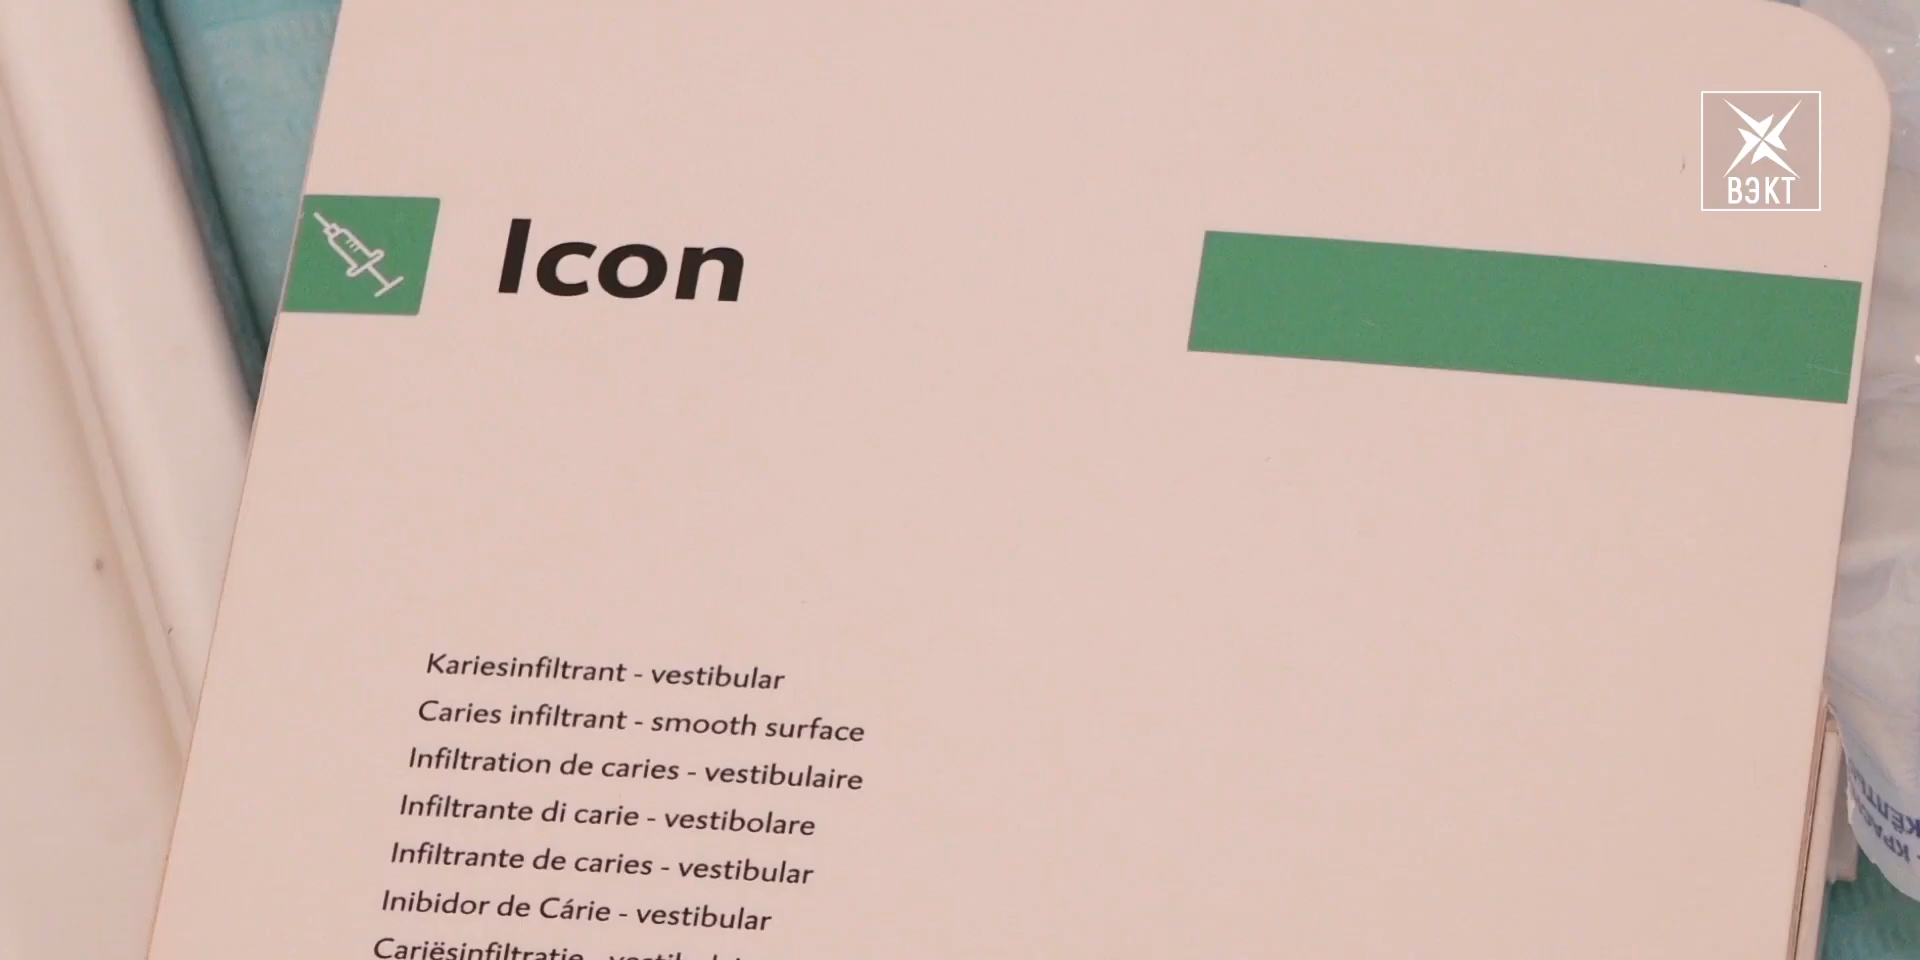 ВЭКТ
Icon
Kariesinfiltrant - vestibular
Caries infiltrant - smooth surface
Infiltration de caries - vestibulaire
Infiltrante di carie - vestibolare
Infiltrante de caries - vestibular
Inibidor de Cárie - vestibular
Cariësinfiltratie